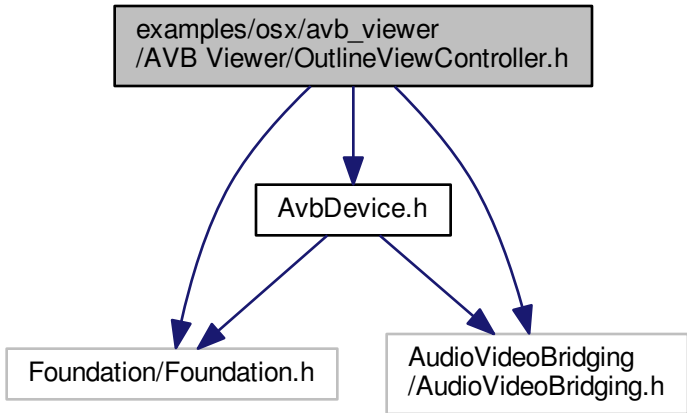 examples/osx/avb_viewer
/AVB Viewer/OutlineViewController.h
AvbDevice.h
Foundation/Foundation.h
AudioVideoBridging
/AudioVideoBridging.h